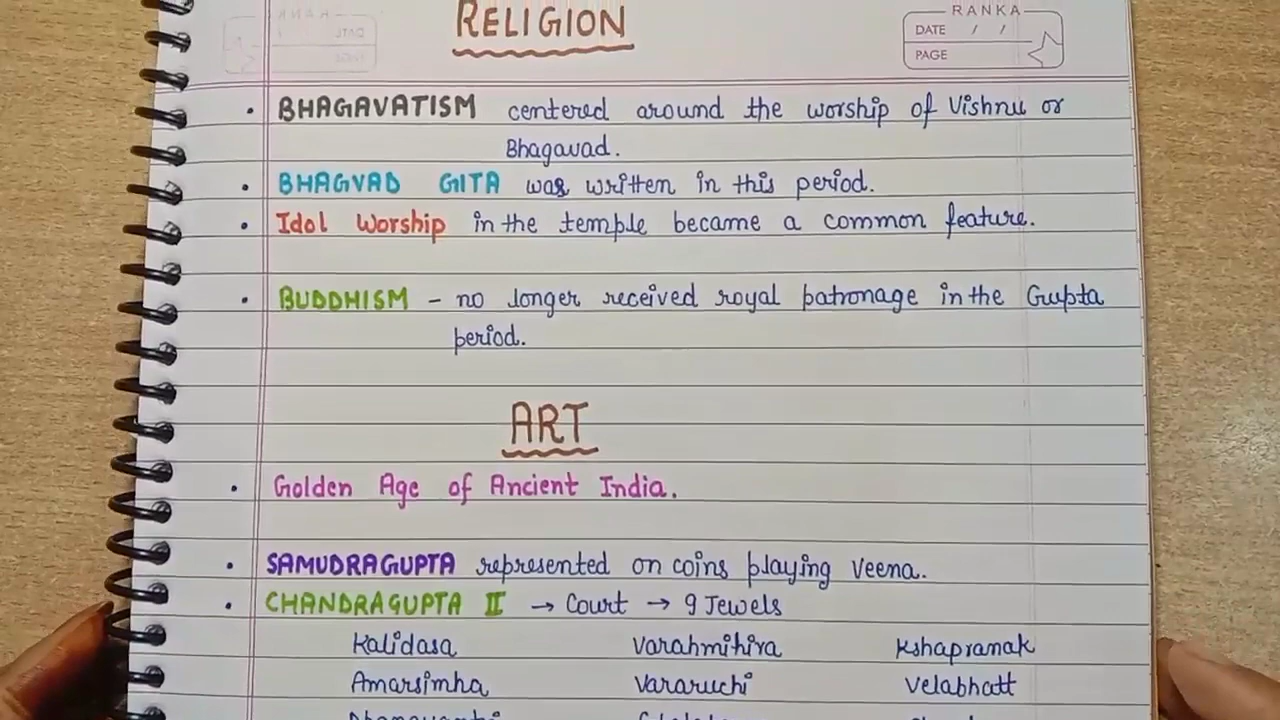 RELIGION
RANKA
DATE / /
PAGE
• BHAGAVATISM centered around the worship of Vishnu or
Bhagavad.
• BHAGVAD GITA was written in this period.
• Idol Worship in the temple became a common feature.
• BUDDHISM – no longer received royal patronage in the Gupta
period.
ART
• Golden Age of Ancient India.
• SAMUDRAGUPTA represented on coins playing Veena.
• CHANDRAGUPTA II → Court → 9 Jewels
Kalidasa Varahmihira Kshapranak
Amarsimha Vararuchi Velabhatt